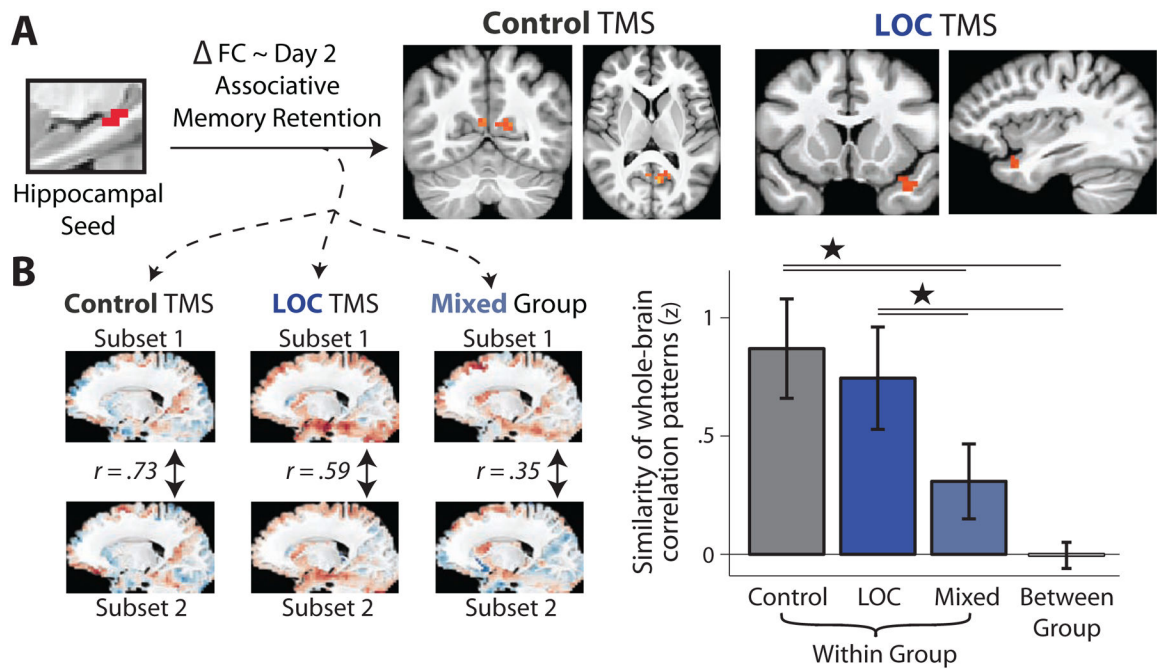 A
Δ FC ~ Day 2
Associative
Memory Retention
Hippocampal
Seed
Control TMS
LOC TMS
B
Control TMS
Subset 1
r = .73
Subset 2
LOC TMS
Subset 1
r = .59
Subset 2
Mixed Group
Subset 1
r = .35
Subset 2
Similarity of whole-brain
correlation patterns (z)
1
.5
0
★
★
Control
LOC
Mixed
Between
Group
Within Group